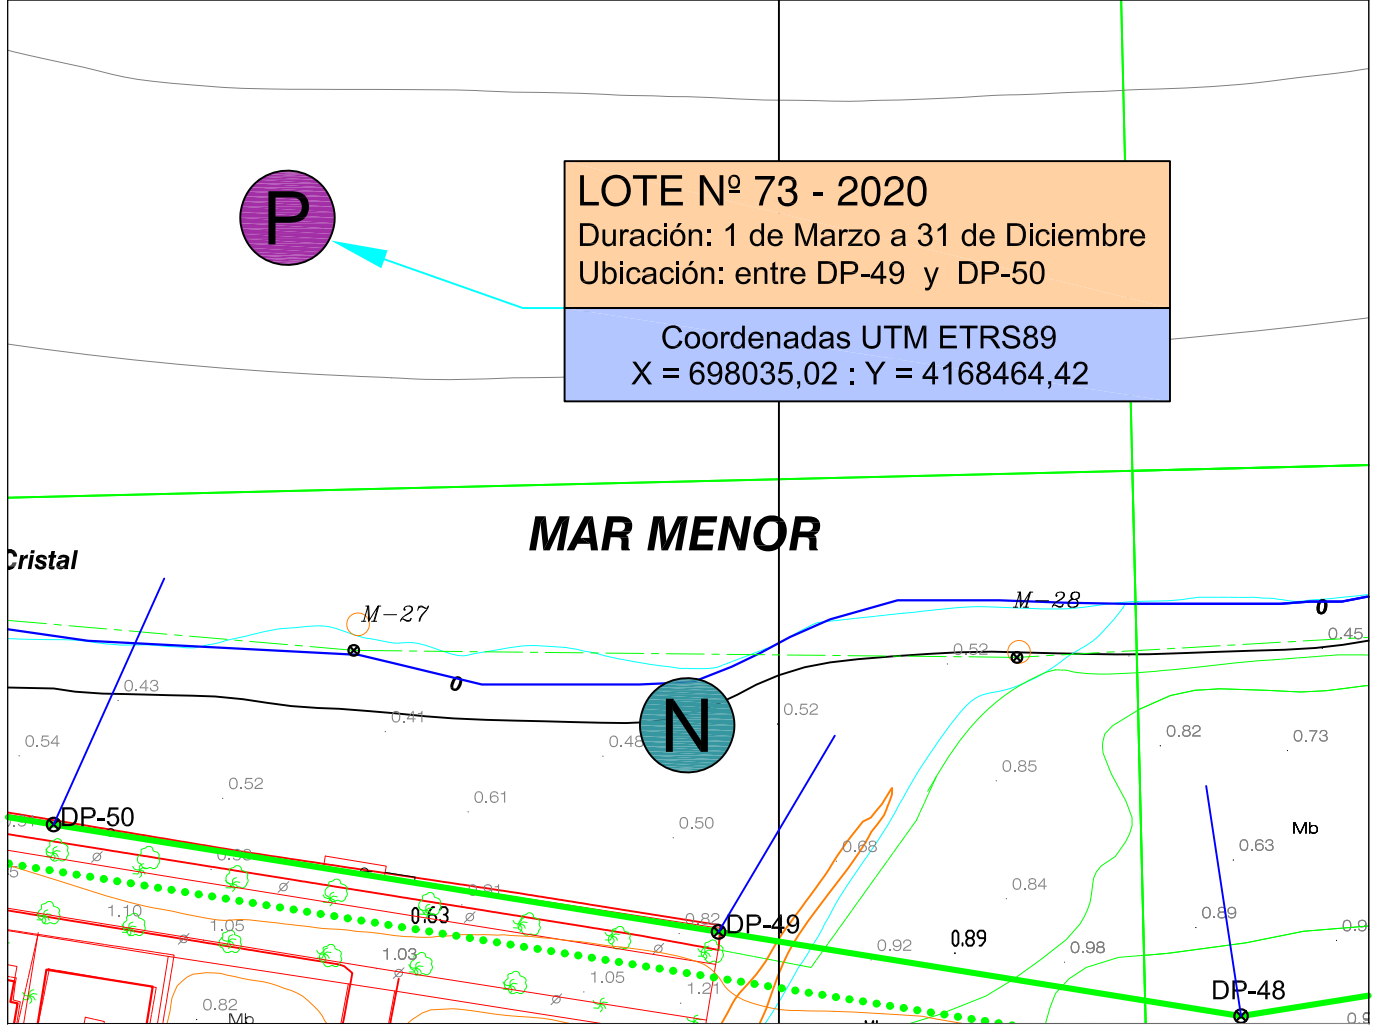 P
LOTE Nº 73 - 2020
Duración: 1 de Marzo a 31 de Diciembre
Ubicación: entre DP-49 y DP-50
Coordenadas UTM ETRS89
X = 698035,02 : Y = 4168464,42
MAR MENOR
Cristal
M-27
M-28
0
0.45
0.52
0.43
0
0.41
0.52
0.54
0.48
N
0.82
0.73
0.52
0.85
0.61
0.50
DP-50
Mb
0.63
0.68
0.84
0.91
1.10
1.05
0.63
0.82
DP-49
0.92
0.89
0.98
0.89
1.03
1.05
1.21
0.82
Mb
DP-48